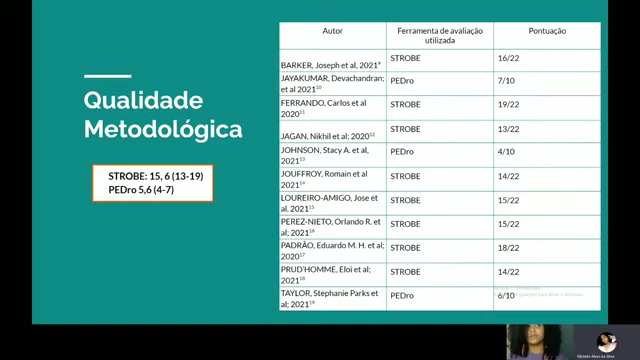 Qualidade
Metodológica
STROBE: 15, 6 (13-19)
PEDro 5,6 (4-7)
Autor Ferramenta de avaliação utilizada Pontuação
BARKER, Joseph et al, 2021⁹ STROBE 16/22
JAYAKUMAR, Devachandran; et al 2021¹⁰ PEDro 7/10
FERRANDO, Carlos et al 2020¹¹ STROBE 19/22
JAGAN, Nikhil et al; 2020¹² STROBE 13/22
JOHNSON, Stacy A. et al, 2021¹³ PEDro 4/10
JOUFFROY, Romain et al 2021¹⁴ STROBE 14/22
LOUREIRO-AMIGO, Jose et al. 2021¹⁵ STROBE 15/22
PEREZ-NIETO, Orlando R. et al; 2021¹⁶ STROBE 15/22
PADRÃO, Eduardo M. H. et al; 2020¹⁷ STROBE 18/22
PRUD'HOMME, Eloi et al; 2021¹⁸ STROBE 14/22
TAYLOR, Stephanie Parks et al; 2021¹⁹ PEDro 6/10